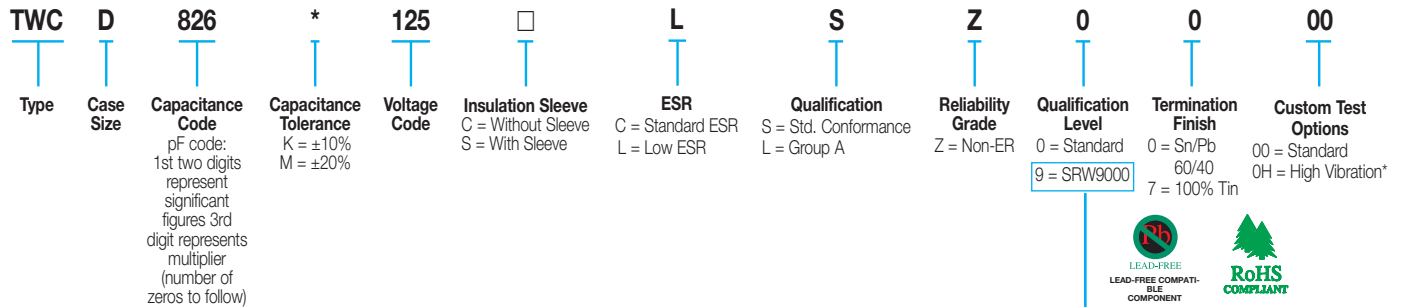 TWC D 826 * 125 □ L S Z 0 0 00
Type
Case
Size
Capacitance
Code
pF code:
1st two digits
represent
significant
figures 3rd
digit represents
multiplier
(number of
zeros to follow)
Capacitance
Tolerance
K = ±10%
M = ±20%
Voltage
Code
Insulation Sleeve
C = Without Sleeve
S = With Sleeve
ESR
C = Standard ESR
L = Low ESR
Qualification
S = Std. Conformance
L = Group A
Reliability
Grade
Z = Non-ER
Qualification
Level
0 = Standard
9 = SRW9000
Termination
Finish
0 = Sn/Pb
60/40
7 = 100% Tin
Custom Test
Options
00 = Standard
0H = High Vibration*
Pb
LEAD-FREE
LEAD-FREE COMPATI-
BLE
COMPONENT
RoHS
COMPLIANT